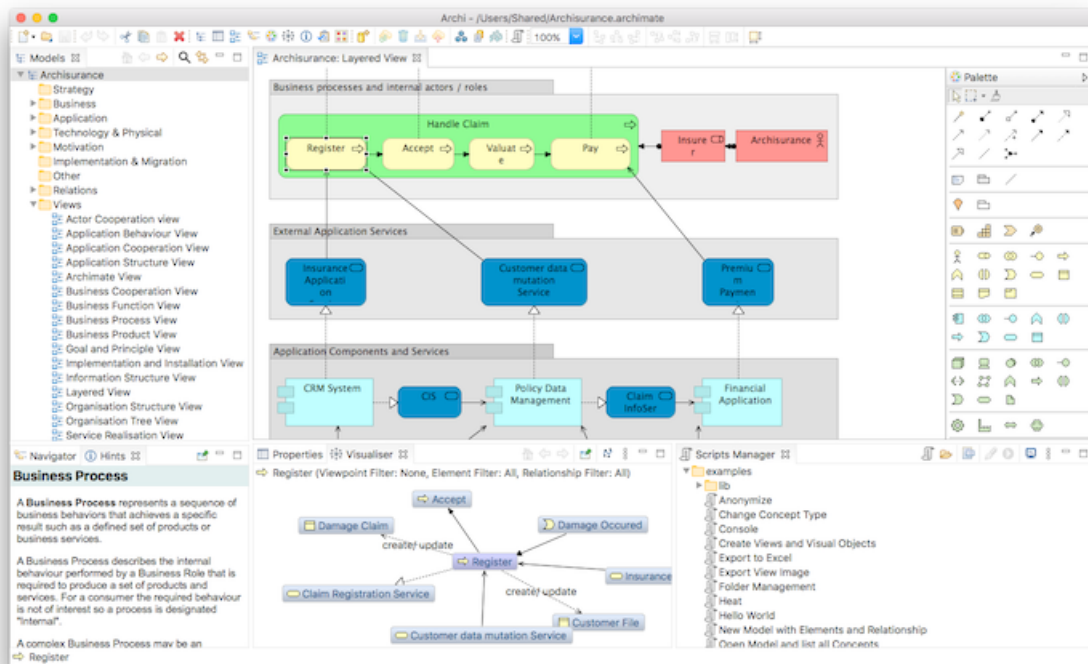 Archi - /Users/Shared/Archisurance.archimate
100%
Models
Archisurance
Strategy
Business
Application
Technology & Physical
Motivation
Implementation & Migration
Other
Relations
Views
Actor Cooperation view
Application Behaviour View
Application Cooperation View
Application Structure View
Archimate View
Business Cooperation View
Business Function View
Business Process View
Business Product View
Goal and Principle View
Implementation and Installation View
Information Structure View
Layered View
Organisation Structure View
Organisation Tree View
Service Realisation View
Archisurance: Layered View
Business processes and internal actors / roles
Handle Claim
Register
Accept
Valuat
e
Pay
Insure
r
Archisurance
External Application Services
Insurance
Applicati
on
Customer data
mutation
Service
Premiu
m
Paymen
Application Components and Services
CRM System
CIS
Policy Data
Management
Claim
InfoSer
Financial
Application
Palette
Navigator
Hints
Business Process
A Business Process represents a sequence of
business behaviors that achieves a specific
result such as a defined set of products or
business services.
A Business Process describes the internal
behaviour performed by a Business Role that is
required to produce a set of products and
services. For a consumer the required behaviour
is not of interest so a process is designated
"internal".
A complex Business Process may be an
Register
Properties
Visualiser
Register (Viewpoint Filter: None, Element Filter: All, Relationship Filter: All)
Accept
Damage Claim
Damage Occured
create/update
Register
Insurance
Claim Registration Service
create/update
Customer File
Customer data mutation Service
Scripts Manager
examples
lib
Anonymize
Change Concept Type
Console
Create Views and Visual Objects
Export to Excel
Export View Image
Folder Management
Heat
Hello World
New Model with Elements and Relationship
Open Model and list all Concepts